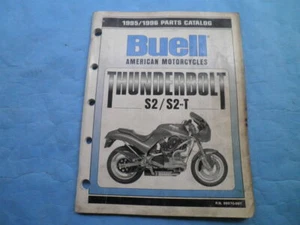 1995/1996 PARTS CATALOG
Buell
AMERICAN MOTORCYCLES
THUNDERBOLT
S2/S2-T